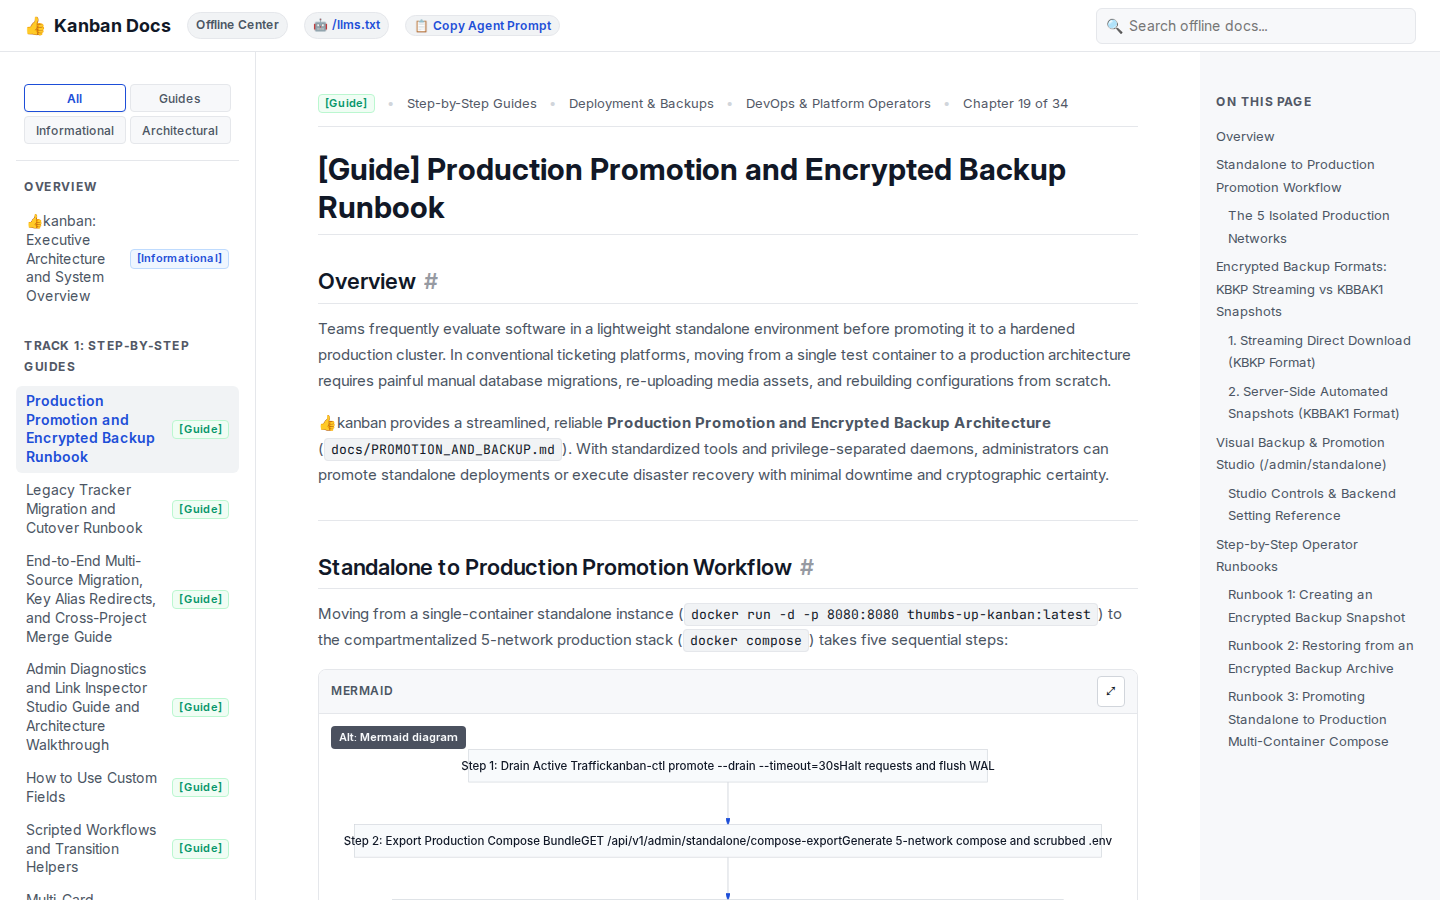 👍 Kanban Docs
Offline Center
🤖 /llms.txt
📋 Copy Agent Prompt
🔍 Search offline docs...
All
Guides
Informational
Architectural
OVERVIEW
👍kanban:
Executive
Architecture
and System
Overview
[Informational]
TRACK 1: STEP-BY-STEP
GUIDES
Production
Promotion and
Encrypted Backup
Runbook
[Guide]
Legacy Tracker
Migration and
Cutover Runbook
[Guide]
End-to-End Multi-
Source Migration,
Key Alias Redirects,
and Cross-Project
Merge Guide
[Guide]
Admin Diagnostics
and Link Inspector
Studio Guide and
Architecture
Walkthrough
[Guide]
How to Use Custom
Fields
[Guide]
Scripted Workflows
and Transition
Helpers
[Guide]
Multi-Card
[Guide] • Step-by-Step Guides • Deployment & Backups • DevOps & Platform Operators • Chapter 19 of 34
[Guide] Production Promotion and Encrypted Backup
Runbook
Overview #
Teams frequently evaluate software in a lightweight standalone environment before promoting it to a hardened
production cluster. In conventional ticketing platforms, moving from a single test container to a production architecture
requires painful manual database migrations, re-uploading media assets, and rebuilding configurations from scratch.
👍kanban provides a streamlined, reliable Production Promotion and Encrypted Backup Architecture
(docs/PROMOTION_AND_BACKUP.md). With standardized tools and privilege-separated daemons, administrators can
promote standalone deployments or execute disaster recovery with minimal downtime and cryptographic certainty.
Standalone to Production Promotion Workflow #
Moving from a single-container standalone instance (docker run -d -p 8080:8080 thumbs-up-kanban:latest) to
the compartmentalized 5-network production stack (docker compose) takes five sequential steps:
MERMAID
⤢
Alt: Mermaid diagram
Step 1: Drain Active Traffickanban-ctl promote --drain --timeout=30sHalt requests and flush WAL
Step 2: Export Production Compose BundleGET /api/v1/admin/standalone/compose-exportGenerate 5-network compose and scrubbed .env
ON THIS PAGE
Overview
Standalone to Production
Promotion Workflow
The 5 Isolated Production
Networks
Encrypted Backup Formats:
KBKP Streaming vs KBBAK1
Snapshots
1. Streaming Direct Download
(KBKP Format)
2. Server-Side Automated
Snapshots (KBBAK1 Format)
Visual Backup & Promotion
Studio (/admin/standalone)
Studio Controls & Backend
Setting Reference
Step-by-Step Operator
Runbooks
Runbook 1: Creating an
Encrypted Backup Snapshot
Runbook 2: Restoring from an
Encrypted Backup Archive
Runbook 3: Promoting
Standalone to Production
Multi-Container Compose